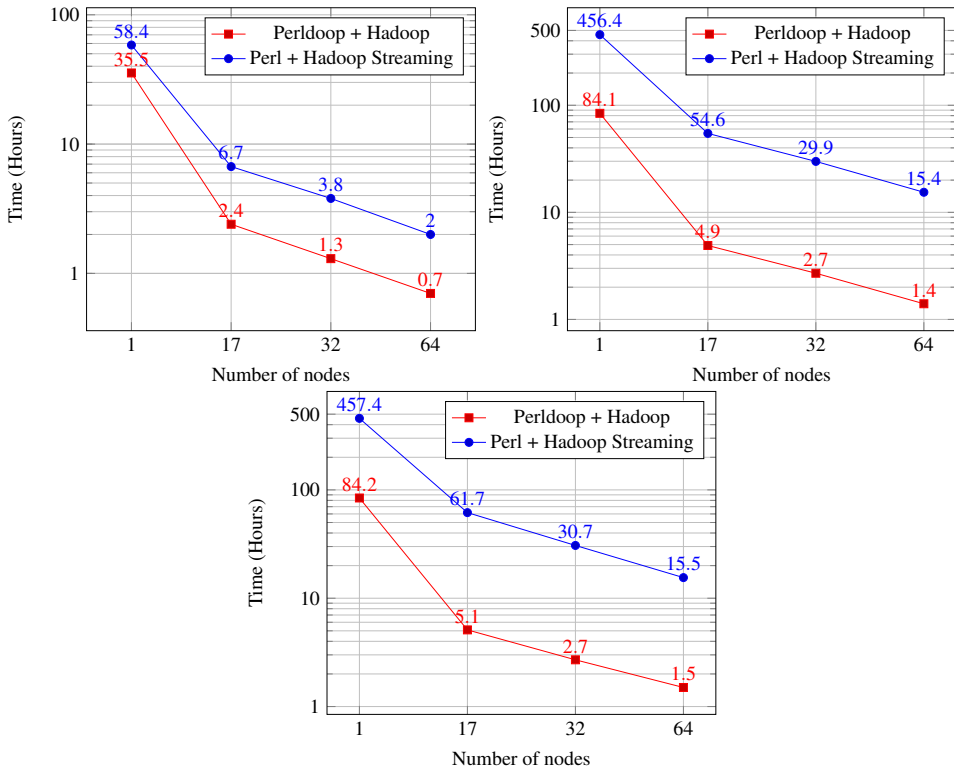 100
10
1
Time (Hours)
58.4
35.5
6.7
2.4
3.8
1.3
2
0.7
Perldoop + Hadoop
Perl + Hadoop Streaming
1 17 32 64
Number of nodes
500
100
10
1
Time (Hours)
456.4
84.1
54.6
4.9
29.9
2.7
15.4
1.4
Perldoop + Hadoop
Perl + Hadoop Streaming
1 17 32 64
Number of nodes
500
100
10
1
Time (Hours)
457.4
84.2
61.7
5.1
30.7
2.7
15.5
1.5
Perldoop + Hadoop
Perl + Hadoop Streaming
1 17 32 64
Number of nodes